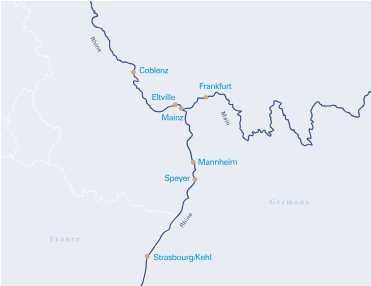 Rhine
Coblenz
Frankfurt
Eltville
Mainz
Main
Mannheim
Speyer
Germany
Rhine
France
Strasbourg/Kehl